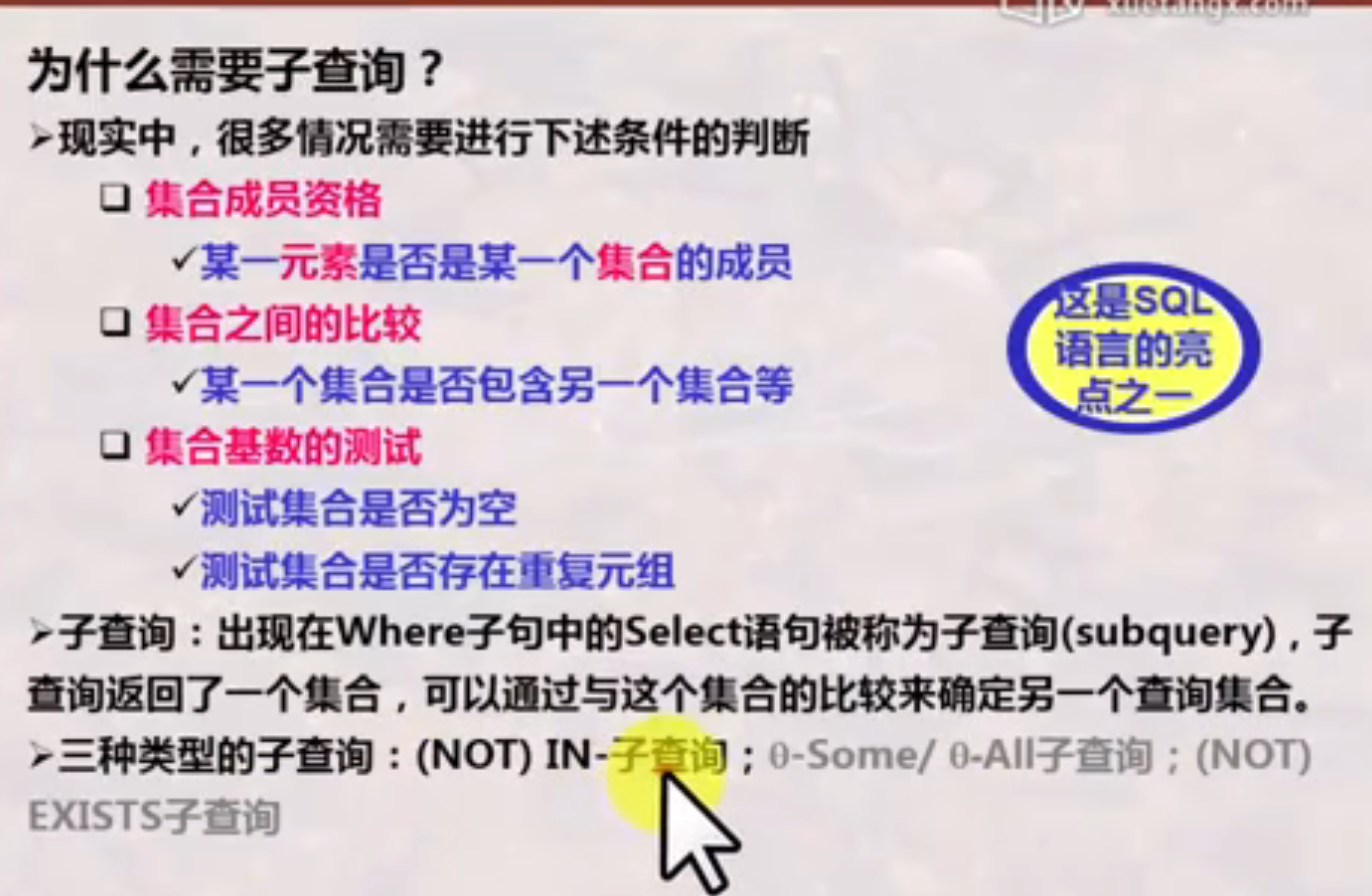 xuetangx.com
为什么需要子查询？
➢现实中，很多情况需要进行下述条件的判断
❑ 集合成员资格
✓某一元素是否是某一个集合的成员
❑ 集合之间的比较
✓某一个集合是否包含另一个集合等
❑ 集合基数的测试
✓测试集合是否为空
✓测试集合是否存在重复元组
这是SQL
语言的亮
点之一
➢子查询：出现在Where子句中的Select语句被称为子查询(subquery)，子
查询返回了一个集合，可以通过与这个集合的比较来确定另一个查询集合。
➢三种类型的子查询：(NOT) IN-子查询；θ-Some/ θ-All子查询；(NOT)
EXISTS子查询